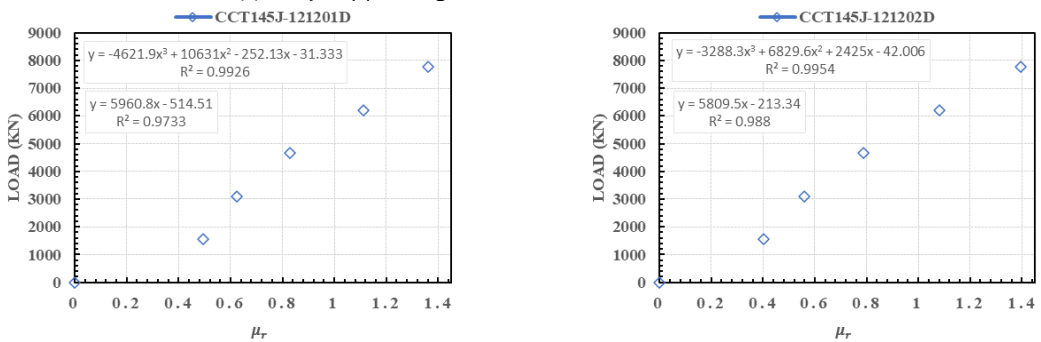 CCT145J-121201D
y = -4621.9x³ + 10631x² - 252.13x - 31.333
R² = 0.9926
y = 5960.8x - 514.51
R² = 0.9733
LOAD (KN)
9000
8000
7000
6000
5000
4000
3000
2000
1000
0
0 0.2 0.4 0.6 0.8 1 1.2 1.4
μr
CCT145J-121202D
y = -3288.3x³ + 6829.6x² + 2425x - 42.006
R² = 0.9954
y = 5809.5x - 213.34
R² = 0.988
LOAD (KN)
9000
8000
7000
6000
5000
4000
3000
2000
1000
0
0 0.2 0.4 0.6 0.8 1 1.2 1.4
μr